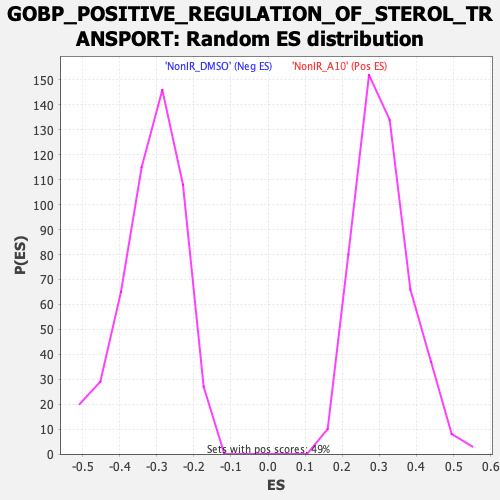 GOBP_POSITIVE_REGULATION_OF_STEROL_TR
ANSPORT: Random ES distribution
'NonIR_DMSO' (Neg ES) 'NonIR_A10' (Pos ES)
150
140
130
120
110
100
90
80
70
60
50
40
30
20
10
0
P(ES)
Sets with pos scores: 49%
-0.5 -0.4 -0.3 -0.2 -0.1 0.0 0.1 0.2 0.3 0.4 0.5 0.6
ES